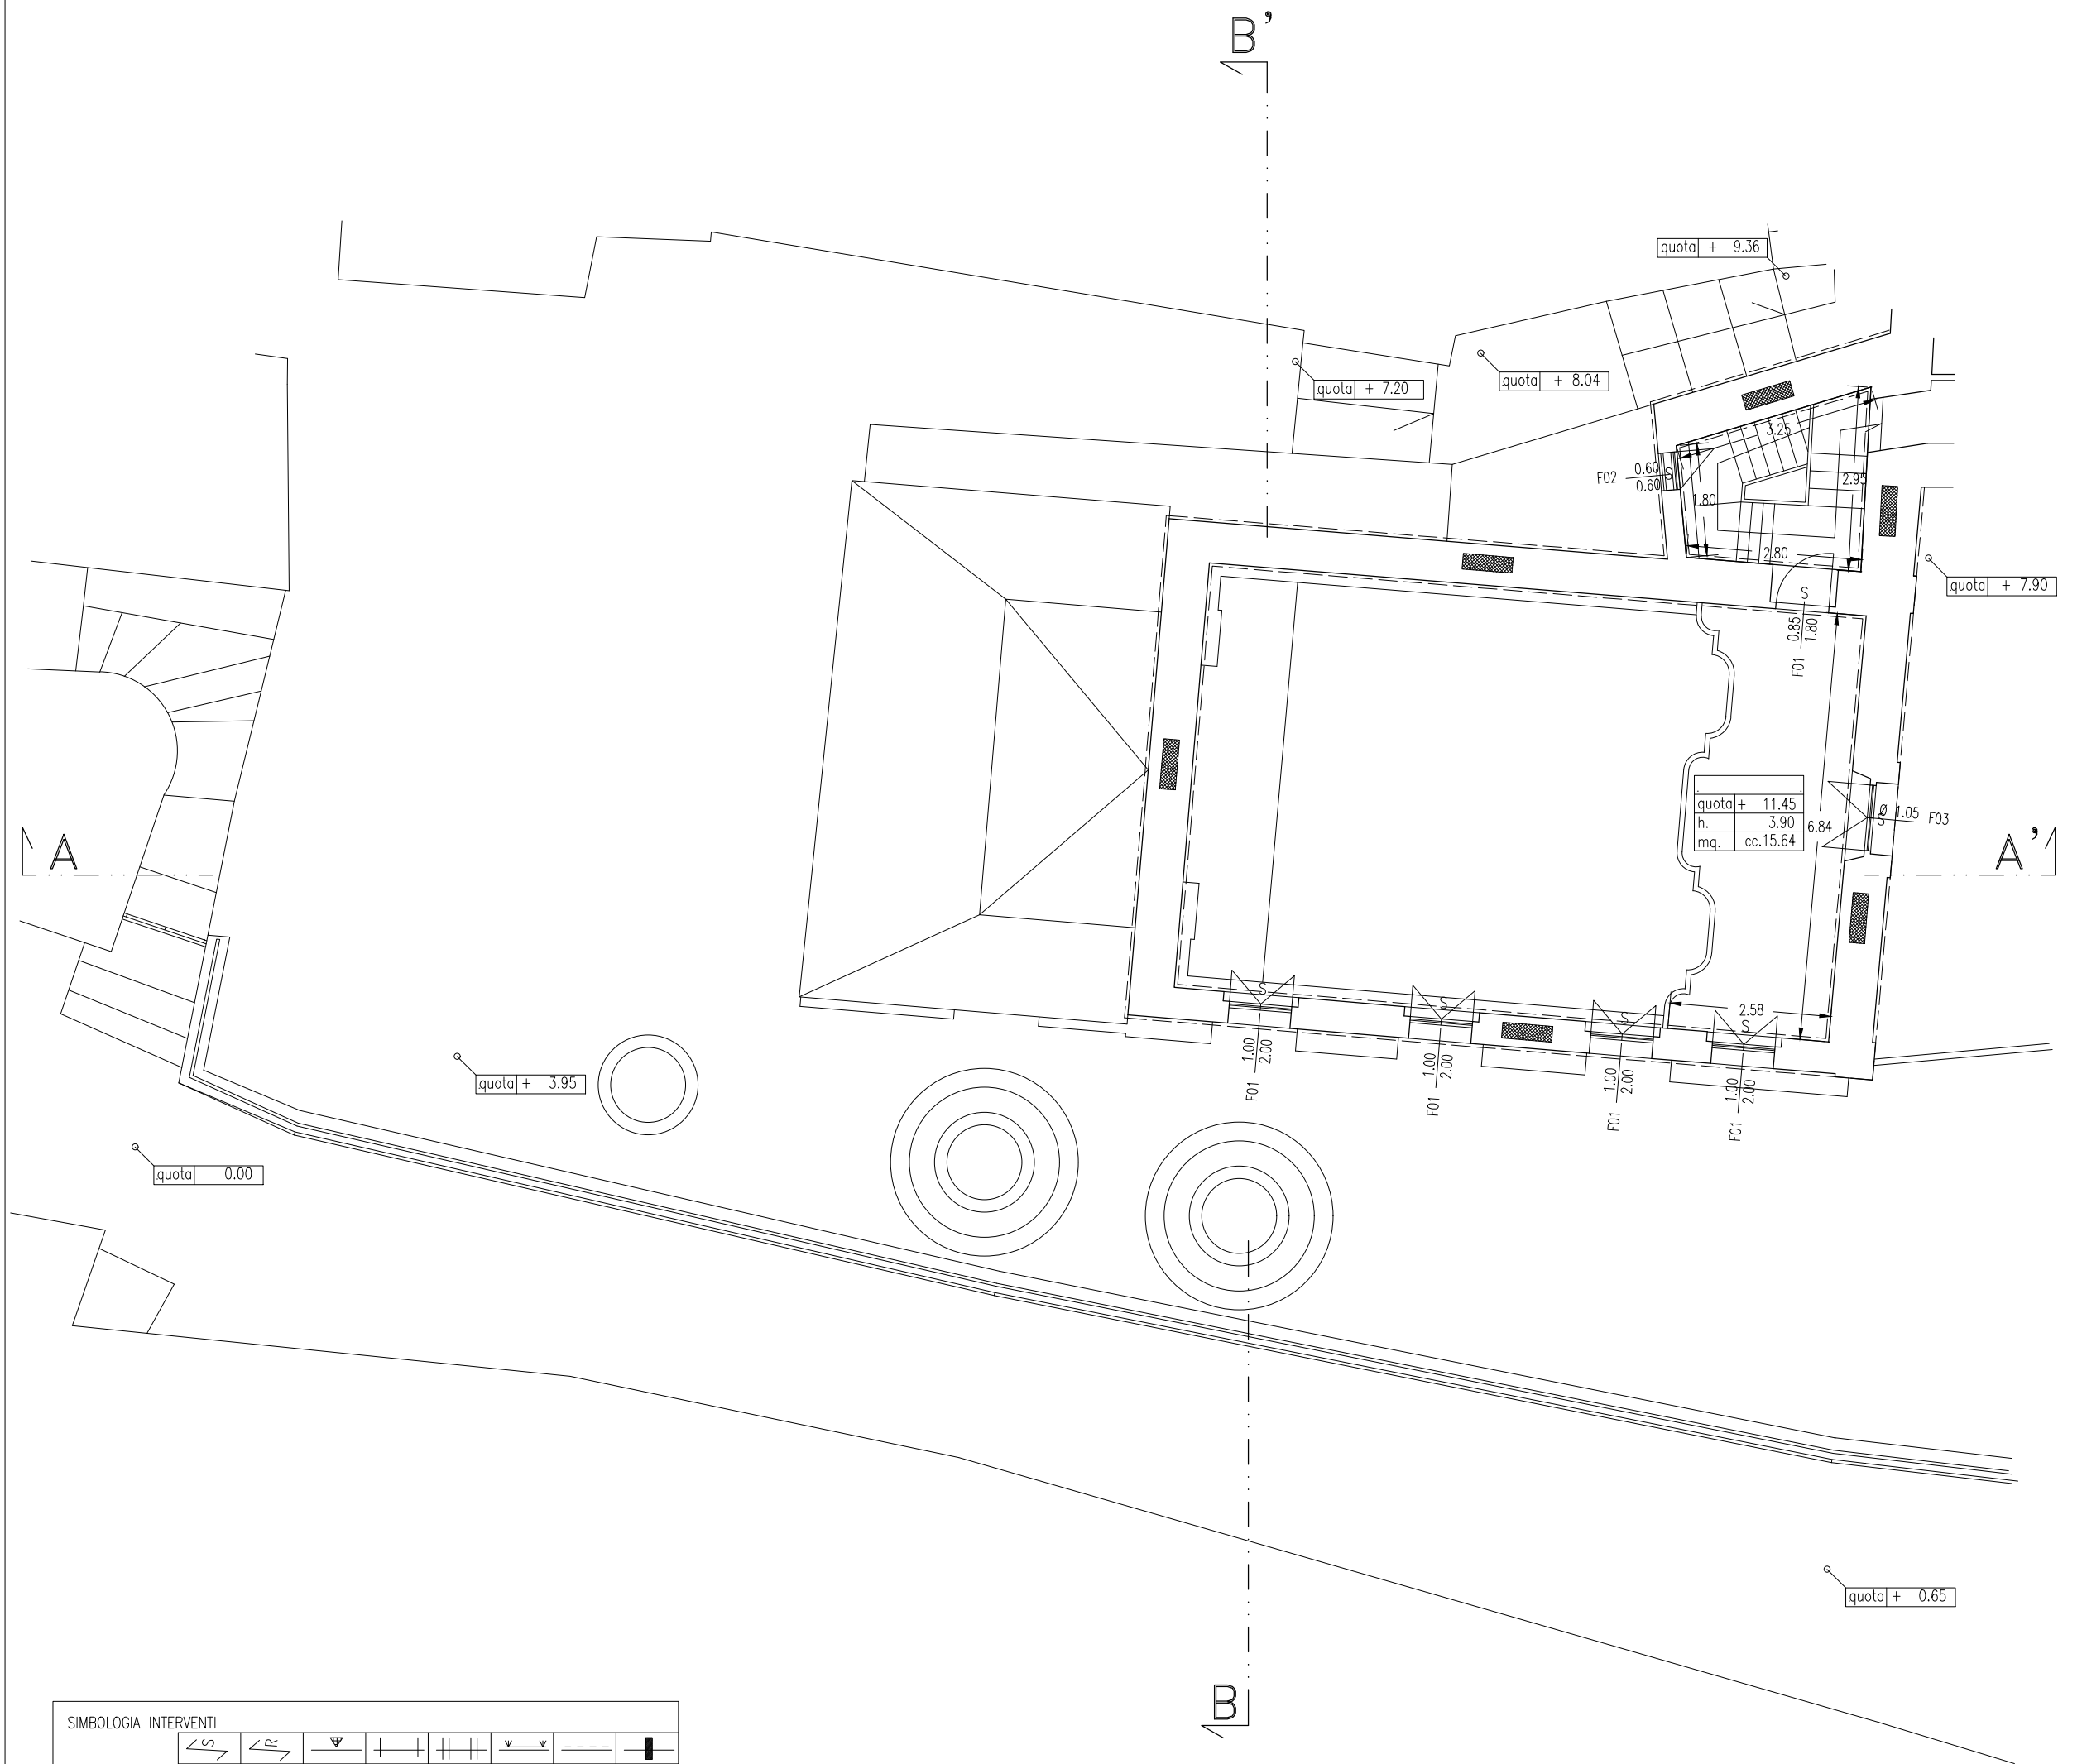 B'
quota + 9.36
quota + 7.20
quota + 8.04
3.25
F02 0.60
0.60
S
1.80
2.95
2.80
quota + 7.90
S
0.85
1.80
F01
quota + 11.45
h. 3.90
mq. cc.15.64
6.84
Ø 1.05 F03
S
A
A'
S
S
S
S
2.58
1.00
2.00
F01
1.00
2.00
F01
1.00
2.00
F01
1.00
2.00
F01
quota + 3.95
quota 0.00
quota + 0.65
B
SIMBOLOGIA INTERVENTI
S R